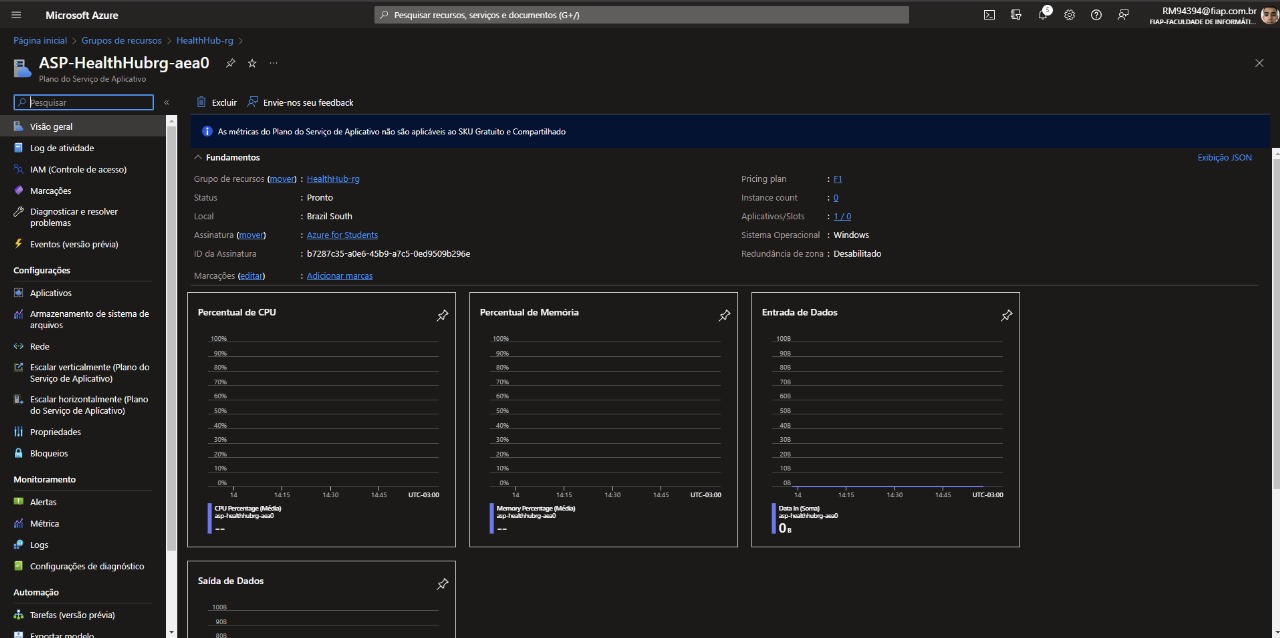 Microsoft Azure
Pesquisar recursos, serviços e documentos (G+/)
5
RM94394@fiap.com.br
FIAP-FACULDADE DE INFORMÁTI...
Página inicial > Grupos de recursos > HealthHub-rg >
ASP-HealthHubrg-aea0
Plano do Serviço de Aplicativo
Pesquisar
Excluir
Envie-nos seu feedback
Visão geral
Log de atividade
IAM (Controle de acesso)
Marcações
Diagnosticar e resolver
problemas
Eventos (versão prévia)
Configurações
Aplicativos
Armazenamento de sistema de
arquivos
Rede
Escalar verticalmente (Plano do
Serviço de Aplicativo)
Escalar horizontalmente (Plano
do Serviço de Aplicativo)
Propriedades
Bloqueios
Monitoramento
Alertas
Métrica
Logs
Configurações de diagnóstico
Automação
Tarefas (versão prévia)
Exportar modelo
As métricas do Plano do Serviço de Aplicativo não são aplicáveis ao SKU Gratuito e Compartilhado
Fundamentos
Exibição JSON
Grupo de recursos (mover) : HealthHub-rg
Status : Pronto
Local : Brazil South
Assinatura (mover) : Azure for Students
ID da Assinatura : b7287c35-a0e6-45b9-a7c5-0ed9509b296e
Marcações (editar) : Adicionar marcas
Pricing plan : F1
Instance count : 0
Aplicativos/Slots : 1 / 0
Sistema Operacional : Windows
Redundância de zona : Desabilitado
Percentual de CPU
100%
90%
80%
70%
60%
50%
40%
30%
20%
10%
0%
14 14:15 14:30 14:45 UTC-03:00
CPU Percentage (Média)
asp-healthhubrg-aea0
--
Percentual de Memória
100%
90%
80%
70%
60%
50%
40%
30%
20%
10%
0%
14 14:15 14:30 14:45 UTC-03:00
Memory Percentage (Média)
asp-healthhubrg-aea0
--
Entrada de Dados
100B
90B
80B
70B
60B
50B
40B
30B
20B
10B
0B
14 14:15 14:30 14:45 UTC-03:00
Data In (Soma)
asp-healthhubrg-aea0
0 B
Saída de Dados
100B
90B
80B